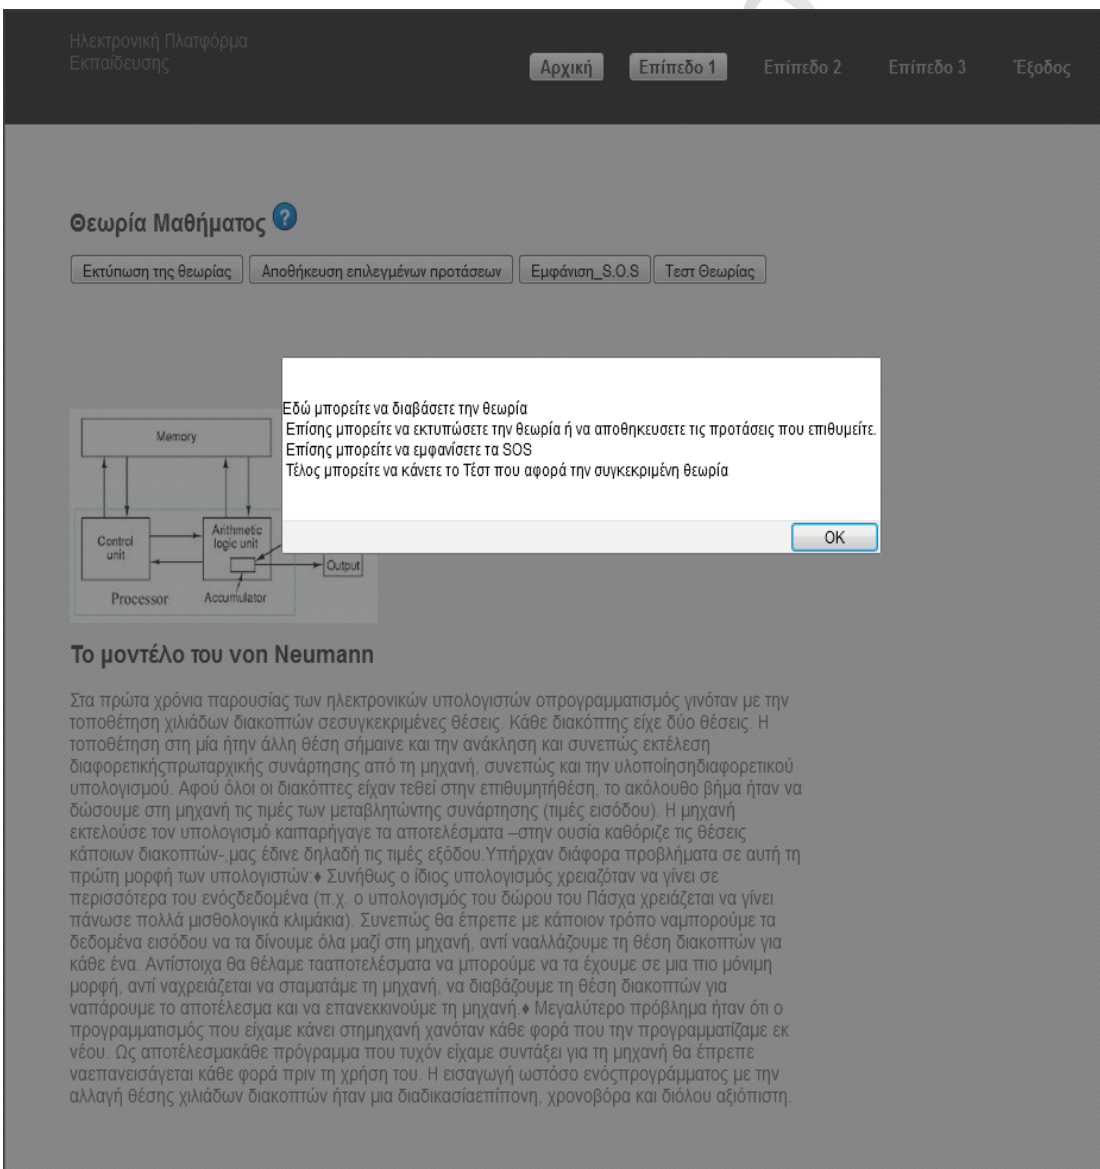 Ηλεκτρονική Πλατφόρμα
Εκπαίδευσης
Αρχική Επίπεδο 1 Επίπεδο 2 Επίπεδο 3 Έξοδος
Θεωρία Μαθήματος ?
Εκτύπωση της θεωρίας Αποθήκευση επιλεγμένων προτάσεων Εμφάνιση_S.O.S Τεστ Θεωρίας
Εδώ μπορείτε να διαβάσετε την θεωρία
Επίσης μπορείτε να εκτυπώσετε την θεωρία ή να αποθηκευσετε τις προτάσεις που επιθυμείτε.
Επίσης μπορείτε να εμφανίσετε τα SOS
Τέλος μπορείτε να κάνετε το Τέστ που αφορά την συγκεκριμένη θεωρία
OK
Memory
Control
unit
Arithmetic
logic unit
Output
Processor
Accumulator
Το μοντέλο του von Neumann
Στα πρώτα χρόνια παρουσίας των ηλεκτρονικών υπολογιστών οπρογραμματισμός γινόταν με την
τοποθέτηση χιλιάδων διακοπτών σεσυγκεκριμένες θέσεις. Κάθε διακόπτης είχε δύο θέσεις. Η
τοποθέτηση στη μία ήτην άλλη θέση σήμαινε και την ανάκληση και συνεπώς εκτέλεση
διαφορετικήςπρωταρχικής συνάρτησης από τη μηχανή, συνεπώς και την υλοποίησηδιαφορετικού
υπολογισμού. Αφού όλοι οι διακόπτες είχαν τεθεί στην επιθυμητήθέση, το ακόλουθο βήμα ήταν να
δώσουμε στη μηχανή τις τιμές των μεταβλητώντης συνάρτησης (τιμές εισόδου). Η μηχανή
εκτελούσε τον υπολογισμό καιπαρήγαγε τα αποτελέσματα –στην ουσία καθόριζε τις θέσεις
κάποιων διακοπτών-,μας έδινε δηλαδή τις τιμές εξόδου.Υπήρχαν διάφορα προβλήματα σε αυτή τη
πρώτη μορφή των υπολογιστών:♦ Συνήθως ο ίδιος υπολογισμός χρειαζόταν να γίνει σε
περισσότερα του ενόςδεδομένα (π.χ. ο υπολογισμός του δώρου του Πάσχα χρειάζεται να γίνει
πάνωσε πολλά μισθολογικά κλιμάκια). Συνεπώς θα έπρεπε με κάποιον τρόπο ναμπορούμε τα
δεδομένα εισόδου να τα δίνουμε όλα μαζί στη μηχανή, αντί νααλλάζουμε τη θέση διακοπτών για
κάθε ένα. Αντίστοιχα θα θέλαμε τααποτελέσματα να μπορούμε να τα έχουμε σε μια πιο μόνιμη
μορφή, αντί ναχρειάζεται να σταματάμε τη μηχανή, να διαβάζουμε τη θέση διακοπτών για
ναπάρουμε το αποτέλεσμα και να επανεκκινούμε τη μηχανή.♦ Μεγαλύτερο πρόβλημα ήταν ότι ο
προγραμματισμός που είχαμε κάνει στημηχανή χανόταν κάθε φορά που την προγραμματίζαμε εκ
νέου. Ως αποτέλεσμακάθε πρόγραμμα που τυχόν είχαμε συντάξει για τη μηχανή θα έπρεπε
ναεπανεισάγεται κάθε φορά πριν τη χρήση του. Η εισαγωγή ωστόσο ενόςπρογράμματος με την
αλλαγή θέσης χιλιάδων διακοπτών ήταν μια διαδικασίαεπίπονη, χρονοβόρα και διόλου αξιόπιστη.